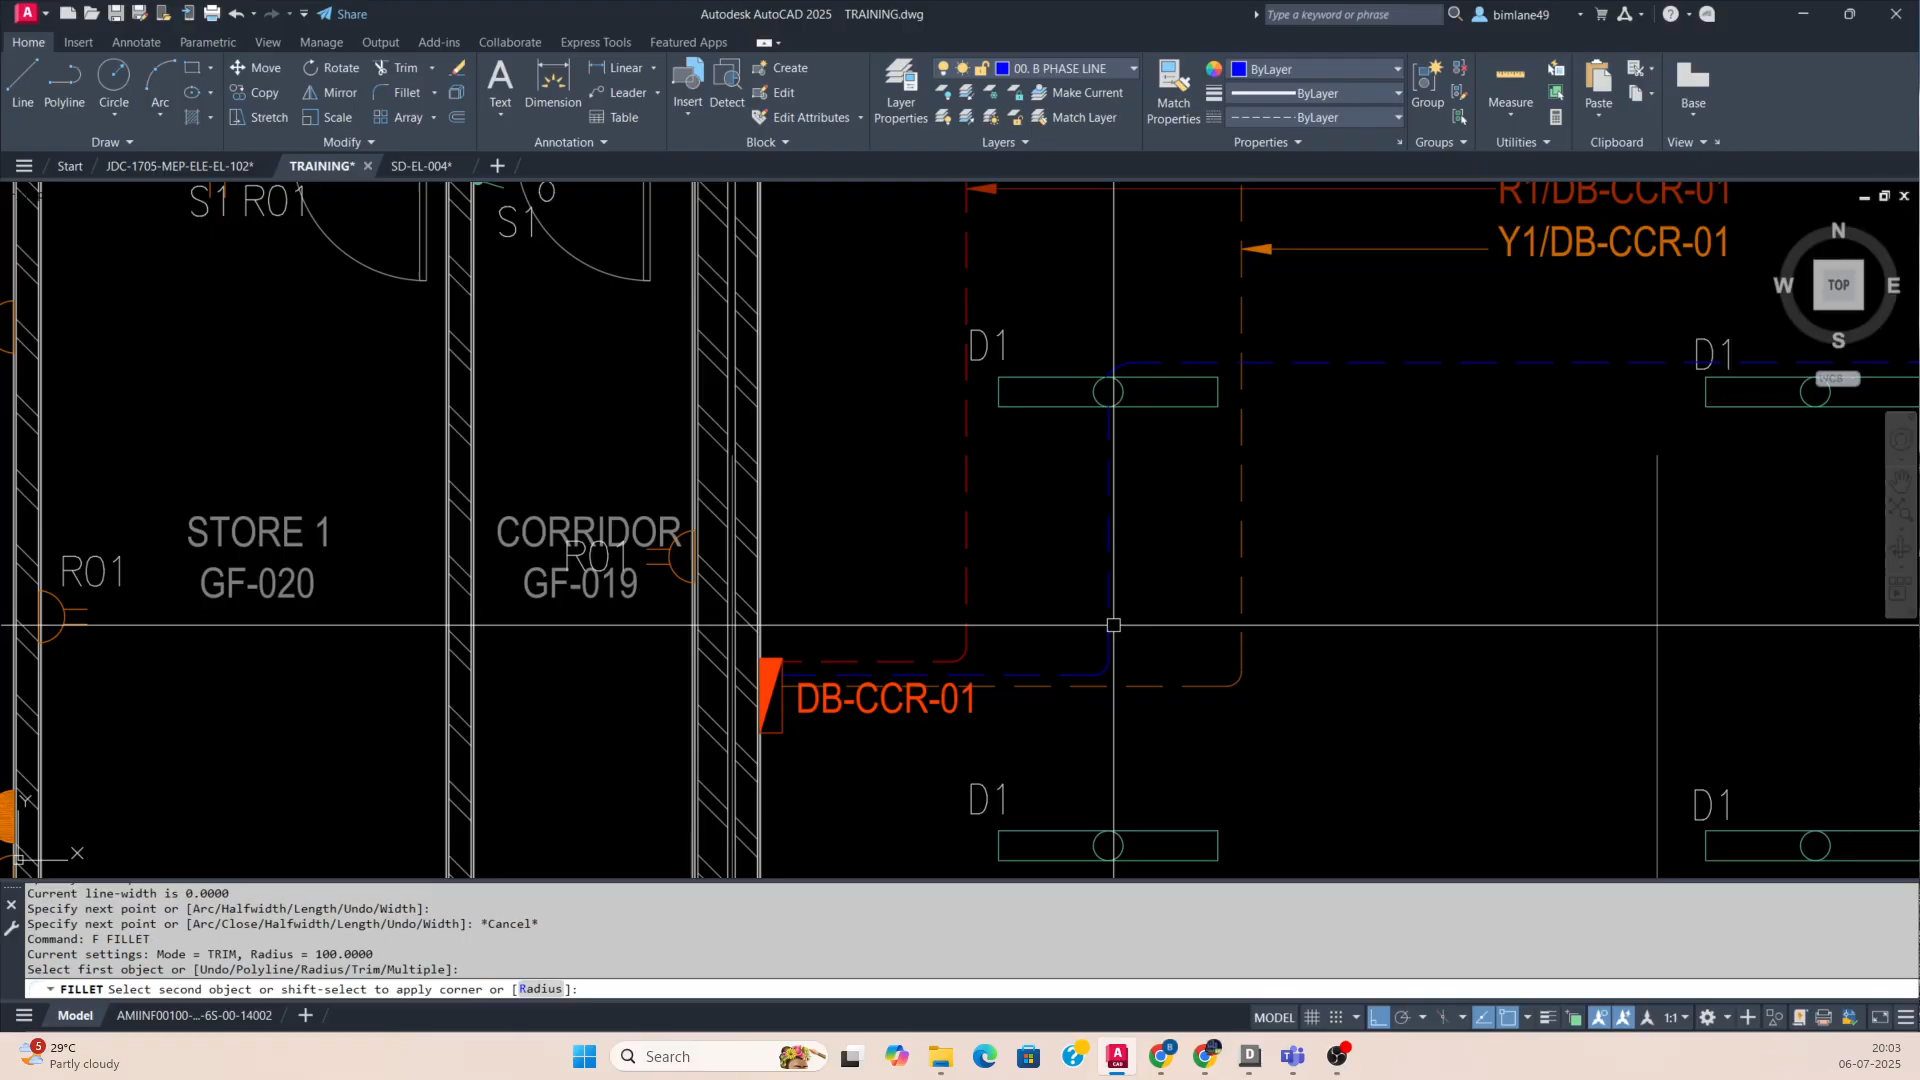 Share
Autodesk AutoCAD 2025 TRAINING.dwg
Type a keyword or phrase
bimlane49
Home Insert Annotate Parametric View Manage Output Add-ins Collaborate Express Tools Featured Apps
Line Polyline Circle Arc
Move Rotate Trim
Copy Mirror Fillet
Stretch Scale Array
Text Dimension
Linear
Leader
Table
Insert Detect
Create
Edit
Edit Attributes
Layer Properties
00. B PHASE LINE
Make Current
Match Layer
Match Properties
ByLayer
ByLayer
ByLayer
Group
Measure
Paste
Base
Draw Modify Annotation Block Layers Properties Groups Utilities Clipboard View
Start JDC-1705-MEP-ELE-EL-102* TRAINING* SD-EL-004*
S1 RO1
S1
R1/DB-CCR-01
Y1/DB-CCR-01
N
W TOP E
S
WCS
D1
D1
STORE 1
GF-020
CORRIDOR
GF-019
RO1
RO1
DB-CCR-01
D1
D1
Y
X
Current line-width is 0.0000
Specify next point or [Arc/Halfwidth/Length/Undo/Width]:
Specify next point or [Arc/Close/Halfwidth/Length/Undo/Width]: *Cancel*
Command: F FILLET
Current settings: Mode = TRIM, Radius = 100.0000
Select first object or [Undo/Polyline/Radius/Trim/Multiple]:
FILLET Select second object or shift-select to apply corner or [Radius]:
Model AMIINF00100-...-6S-00-14002
MODEL
1:1
5
29°C
Partly cloudy
Search
20:03
06-07-2025